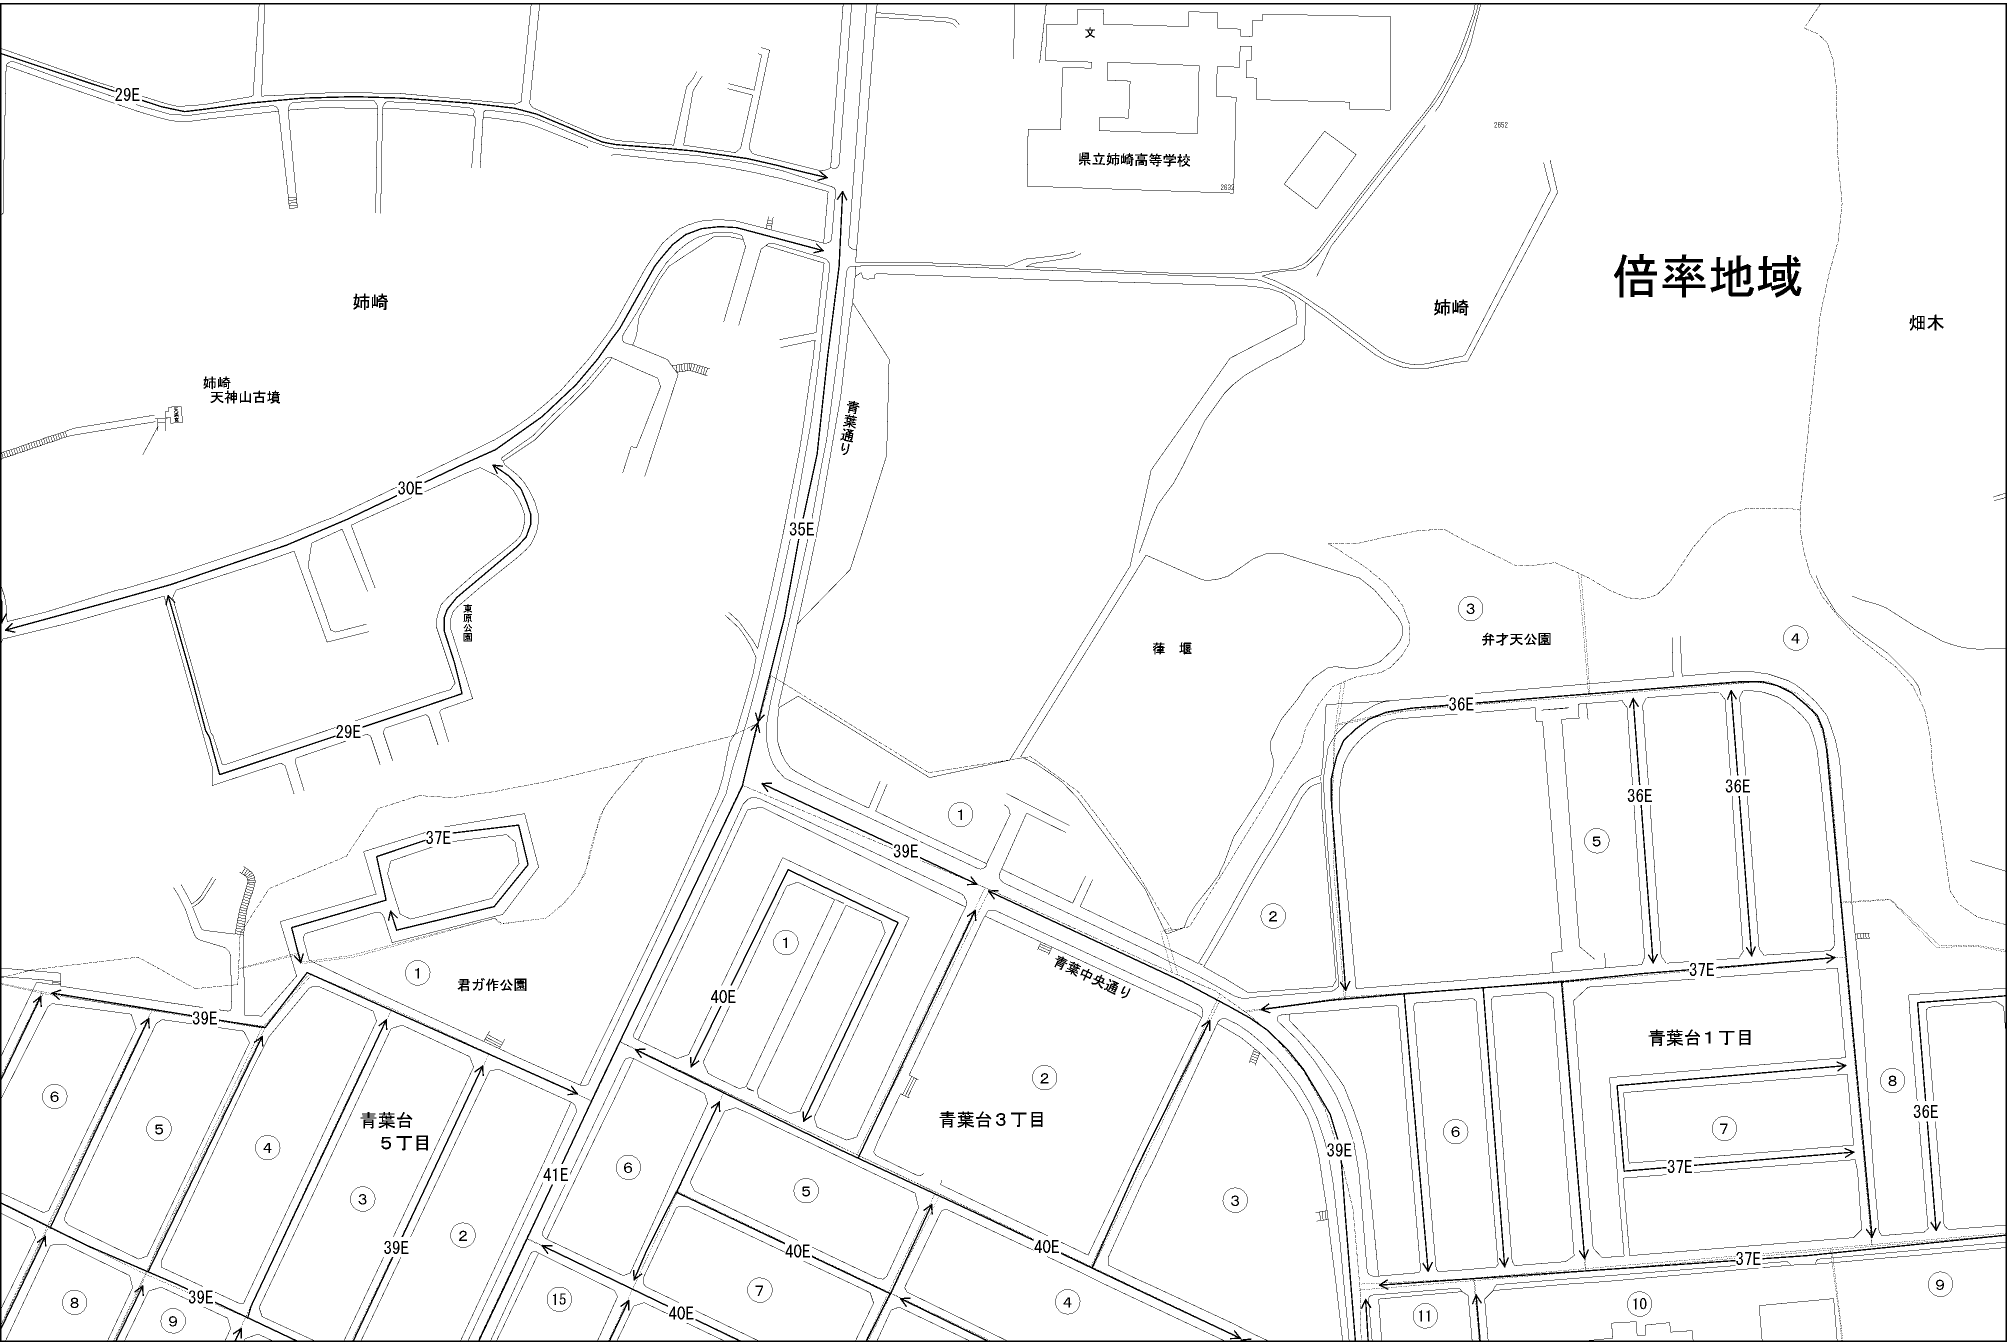 29E
文
県立姉崎高等学校
2652
2632
倍率地域
姉崎
姉崎
畑木
姉崎
天神山古墳
青葉通り
30E
35E
東原公園
29E
③
弁才天公園
④
堰
36E
36E
36E
⑤
37E
①
39E
②
①
君ガ作公園
①
40E
青葉中央通り
37E
39E
青葉台1丁目
⑥
⑤
④
青葉台
5丁目
③
②
39E
41E
⑥
⑤
②
青葉台3丁目
③
39E
⑥
⑦
37E
⑧
36E
40E
40E
37E
⑧
39E
⑨
⑮
40E
⑦
④
⑪
⑩
⑨